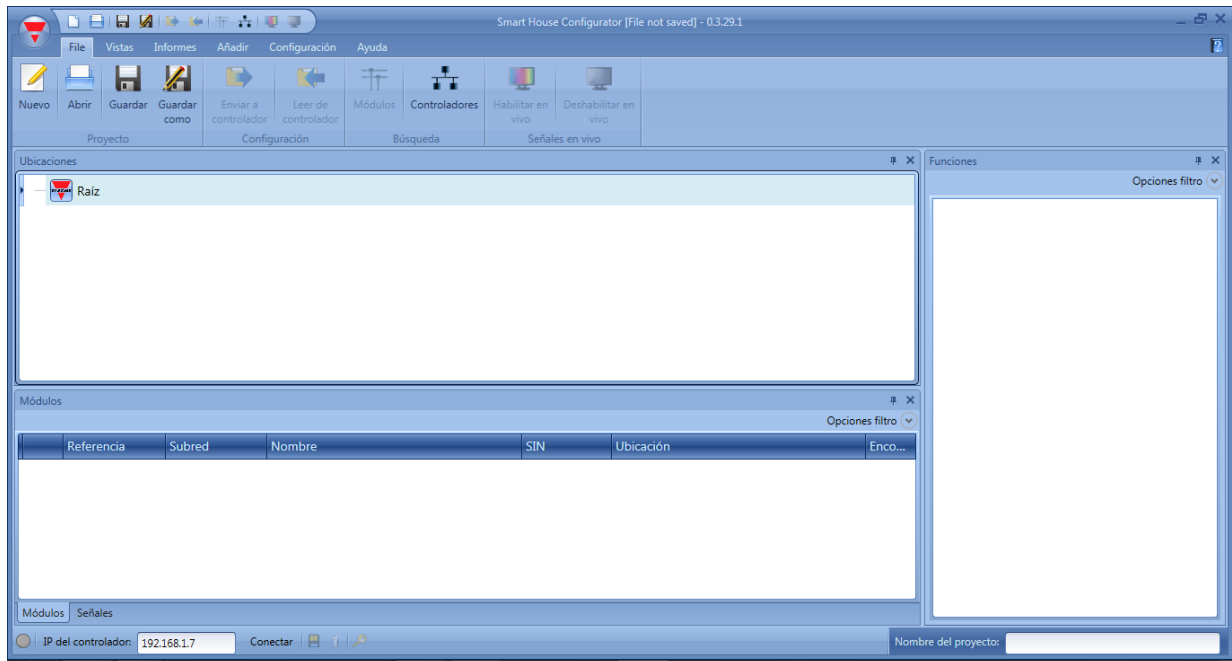 Smart House Configurator [File not saved] - 0.3.29.1
File Vistas Informes Añadir Configuración Ayuda
Nuevo Abrir Guardar Guardar como Enviar a controlador Leer de controlador Módulos Controladores Habilitar en vivo Deshabilitar en vivo
Proyecto Configuración Búsqueda Señales en vivo
Ubicaciones
Raíz
Funciones
Opciones filtro
Módulos
Opciones filtro
Referencia Subred Nombre SIN Ubicación Enco...
Módulos Señales
IP del controlador: 192.168.1.7 Conectar
Nombre del proyecto: